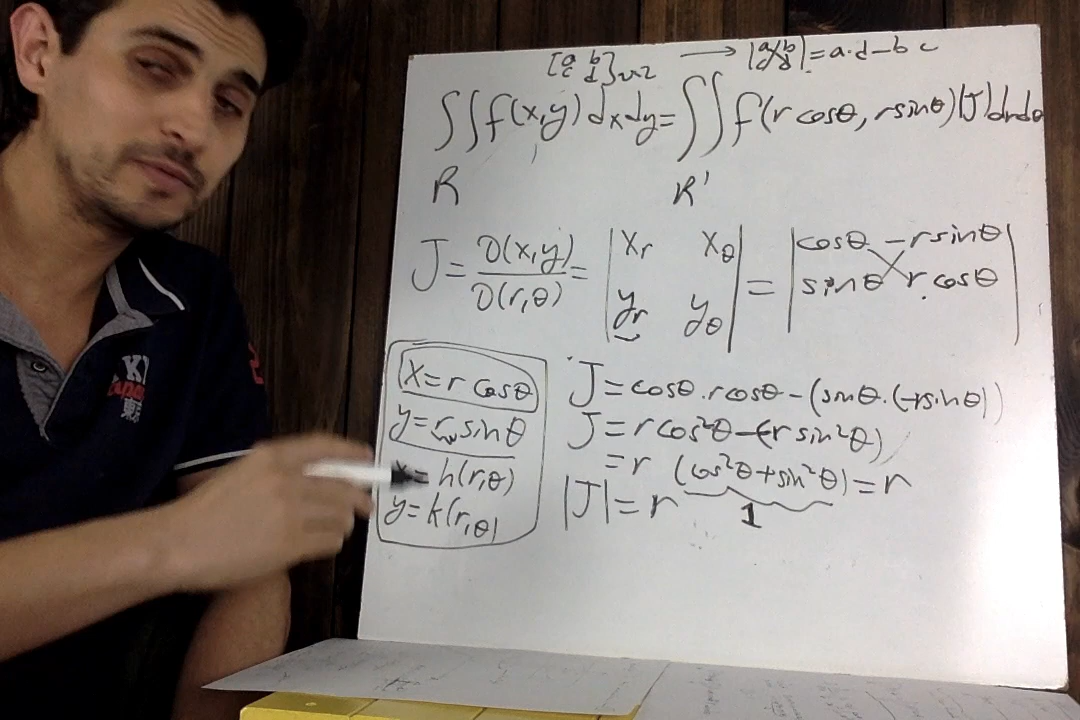 [a b c d]2x2 → |a b c d| = a·d - b c
∫∫ f(x,y) dx dy = ∫∫ f(r cosθ, r sinθ) |J| dr dθ
R R'
J = ∂(x,y)/∂(r,θ) = |xr xθ yr yθ| = |cosθ -r sinθ sinθ r cosθ|
x = r cosθ
y = r sinθ
x = h(r,θ)
y = k(r,θ)
J = cosθ . r cosθ - (sinθ . (-r sinθ))
J = r cos²θ - (-r sin²θ)
= r (cos²θ + sin²θ) = r
1
|J| = r